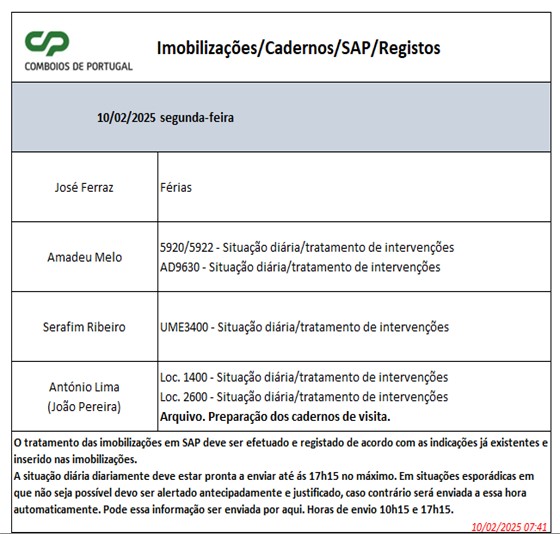 CP
COMBOIOS DE PORTUGAL
Imobilizações/Cadernos/SAP/Registos
10/02/2025 segunda-feira
José Ferraz
Férias
Amadeu Melo
5920/5922 - Situação diária/tratamento de intervenções
AD9630 - Situação diária/tratamento de intervenções
Serafim Ribeiro
UME3400 - Situação diária/tratamento de intervenções
António Lima
(João Pereira)
Loc. 1400 - Situação diária/tratamento de intervenções
Loc. 2600 - Situação diária/tratamento de intervenções
Arquivo. Preparação dos cadernos de visita.
O tratamento das imobilizações em SAP deve ser efetuado e registado de acordo com as indicações já existentes e
inserido nas imobilizações.
A situação diária diariamente deve estar pronta a enviar até ás 17h15 no máximo. Em situações esporádicas em
que não seja possível devo ser alertado antecipadamente e justificado, caso contrário será enviada a essa hora
automaticamente. Pode essa informação ser enviada por aqui. Horas de envio 10h15 e 17h15.
10/02/2025 07:41